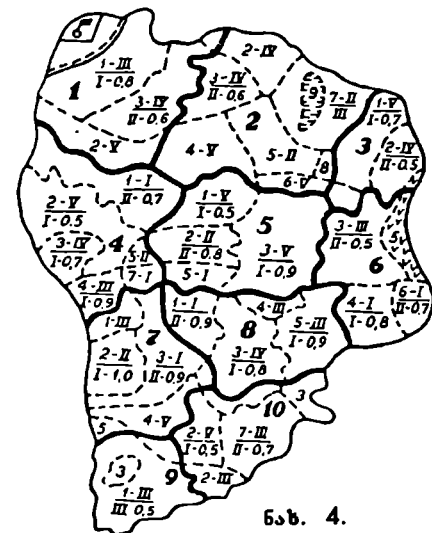 1-III
I-0,8
1
3-IV
II-0,6
2-V
2-IV
3-IV
II-0,6
9
7-II
III
2
4-V
5-II
8
6-V
1-V
I-0,7
3
2-IV
II-0,5
1-I
II-0,7
2-V
I-0,5
4
3-IV
I-0,7
5-II
7-I
4-III
I-0,9
1-V
I-0,5
5
2-II
II-0,8
3-V
I-0,9
5-I
3-III
II-0,5
5
6
4-I
I-0,8
6-I
II-0,7
1-III
7
2-II
I-1,0
3-I
II-0,9
4-V
5
1-I
II-0,9
4-III
8
5-III
I-0,9
3-IV
I-0,8
10
3
2-V
I-0,5
7-III
II-0,7
2-III
3
9
1-III
III 0,5
ნახ. 4.